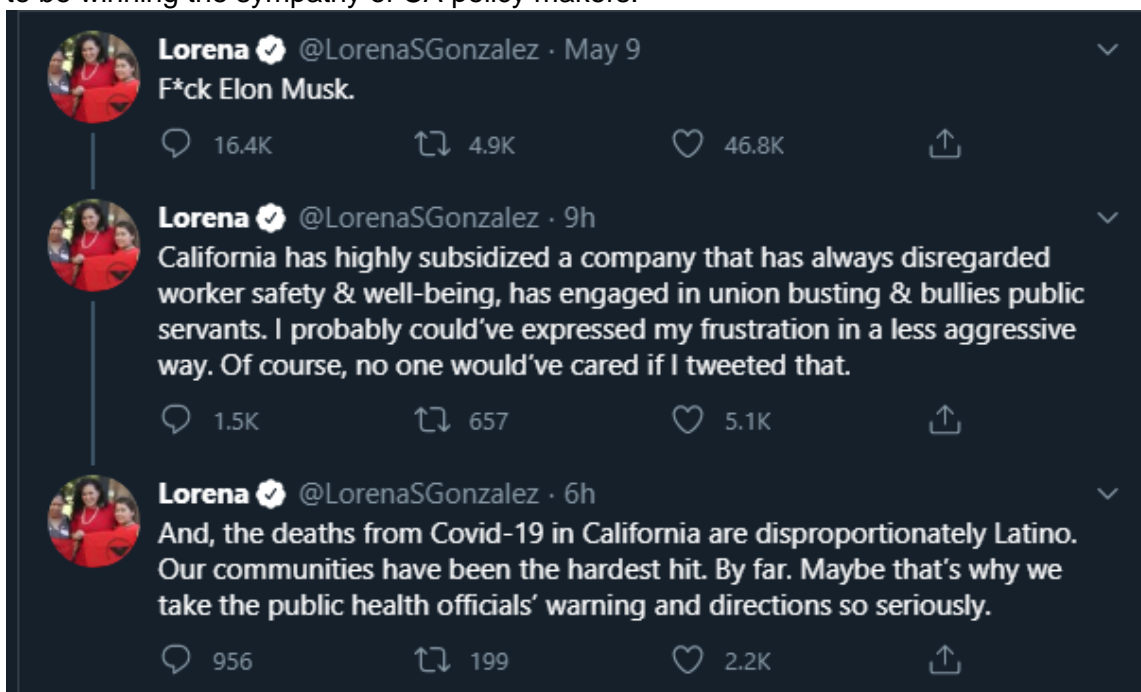 to be winning the sympathy of CA policy makers.
Lorena @LorenaSGonzalez · May 9
F*ck Elon Musk.
16.4K 4.9K 46.8K
Lorena @LorenaSGonzalez · 9h
California has highly subsidized a company that has always disregarded
worker safety & well-being, has engaged in union busting & bullies public
servants. I probably could've expressed my frustration in a less aggressive
way. Of course, no one would've cared if I tweeted that.
1.5K 657 5.1K
Lorena @LorenaSGonzalez · 6h
And, the deaths from Covid-19 in California are disproportionately Latino.
Our communities have been the hardest hit. By far. Maybe that's why we
take the public health officials' warning and directions so seriously.
956 199 2.2K